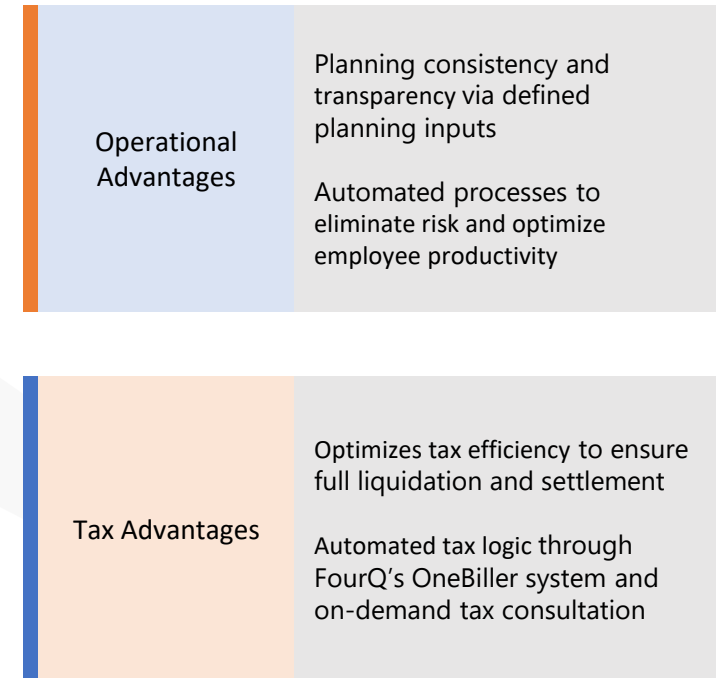 Operational
Advantages
Planning consistency and
transparency via defined
planning inputs
Automated processes to
eliminate risk and optimize
employee productivity
Tax Advantages
Optimizes tax efficiency to ensure
full liquidation and settlement
Automated tax logic through
FourQ’s OneBiller system and
on-demand tax consultation